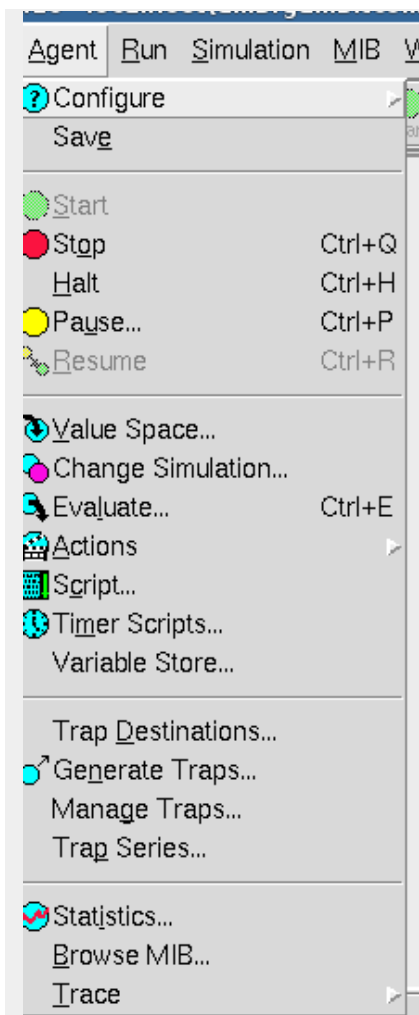 Agent Run Simulation MIB
Configure
Save
Start
Stop Ctrl+Q
Halt Ctrl+H
Pause... Ctrl+P
Resume Ctrl+R
Value Space...
Change Simulation...
Evaluate... Ctrl+E
Actions
Script...
Timer Scripts...
Variable Store...
Trap Destinations...
Generate Traps...
Manage Traps...
Trap Series...
Statistics...
Browse MIB...
Trace